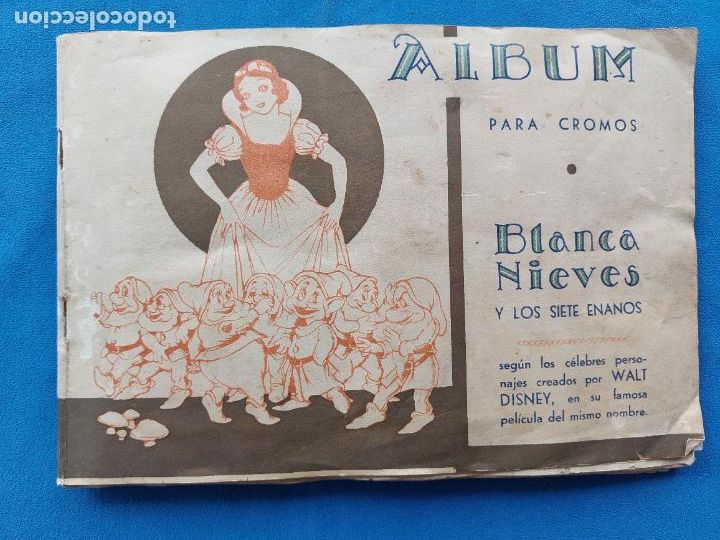 todocoleccion
ALBUM
PARA CROMOS
Blanca
Nieves
Y LOS SIETE ENANOS
según los célebres perso-
najes creados por WALT
DISNEY, en su famosa
película del mismo nombre.